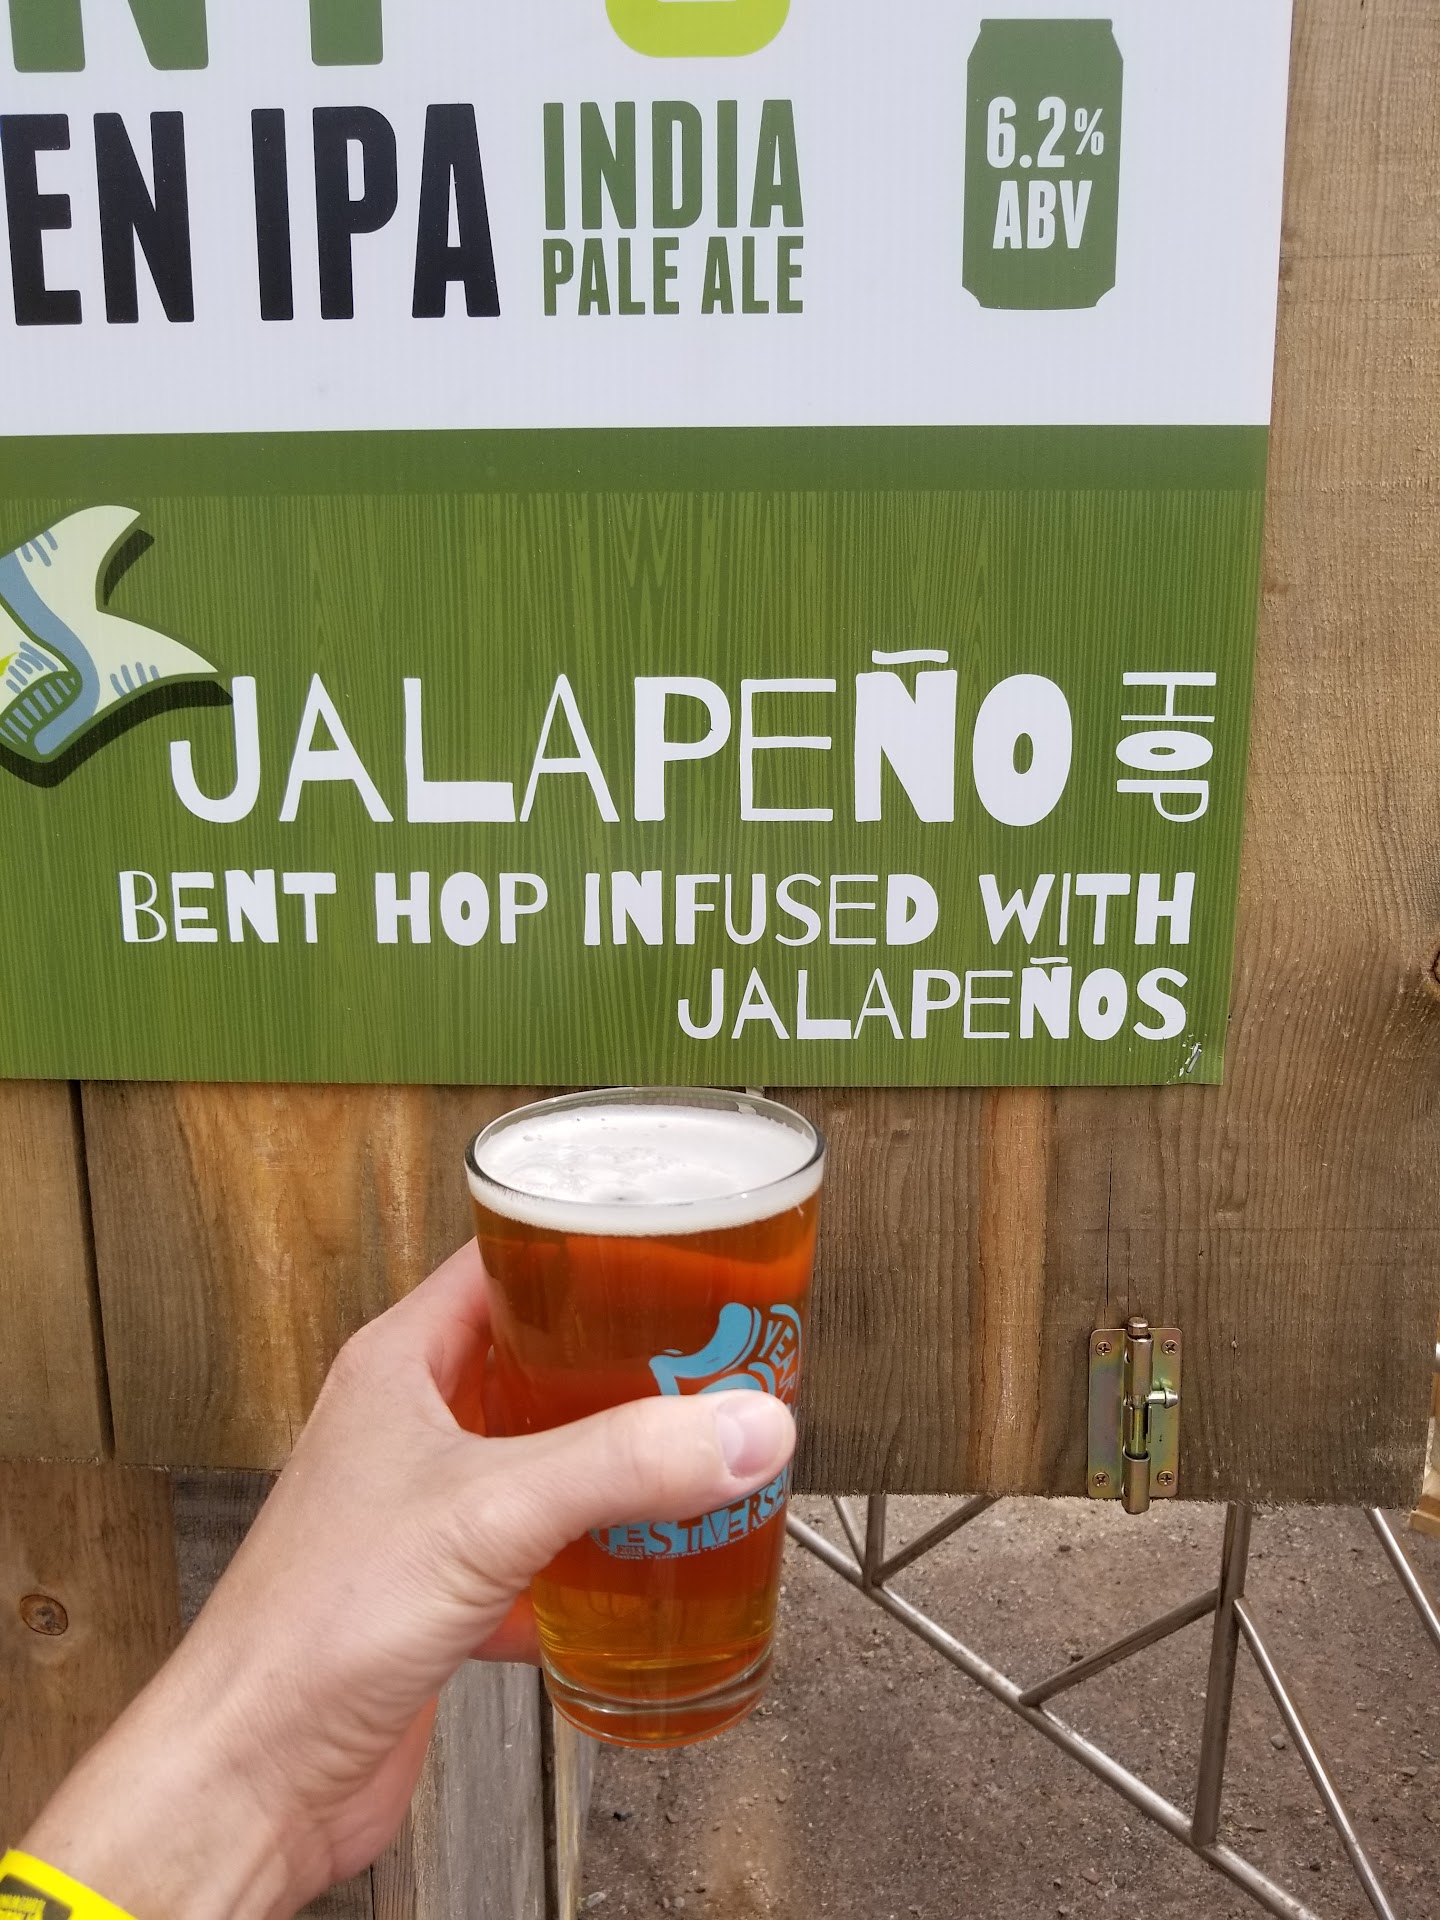 EN IPA
INDIA
PALE ALE
6.2%
ABV
JALAPEÑO
HOP
BENT HOP INFUSED WITH
JALAPEÑOS